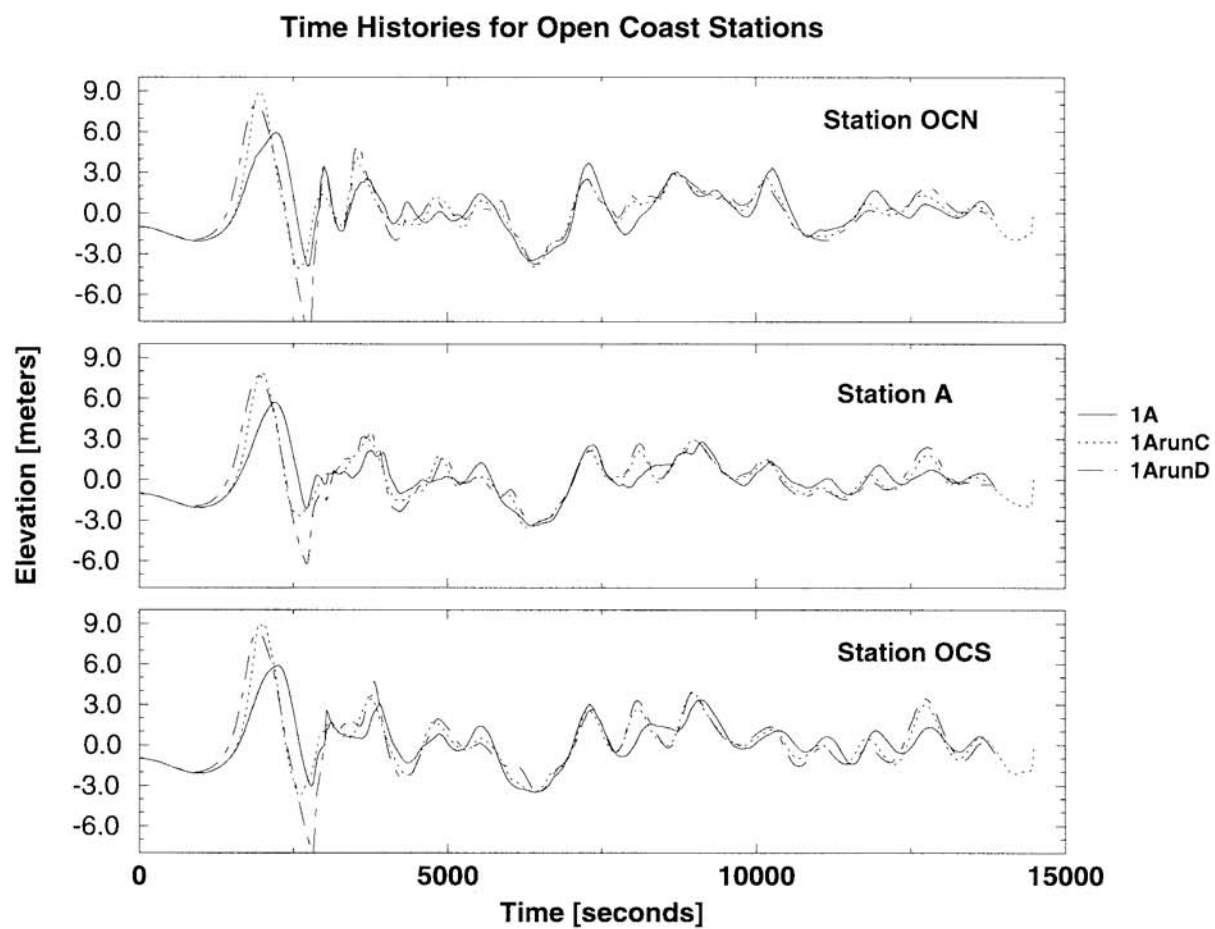 Time Histories for Open Coast Stations
9.0
6.0
3.0
0.0
-3.0
-6.0
Station OCN
9.0
6.0
3.0
0.0
-3.0
-6.0
Station A
9.0
6.0
3.0
0.0
-3.0
-6.0
Station OCS
Elevation [meters]
1A
1ArunC
1ArunD
0 5000 10000 15000
Time [seconds]